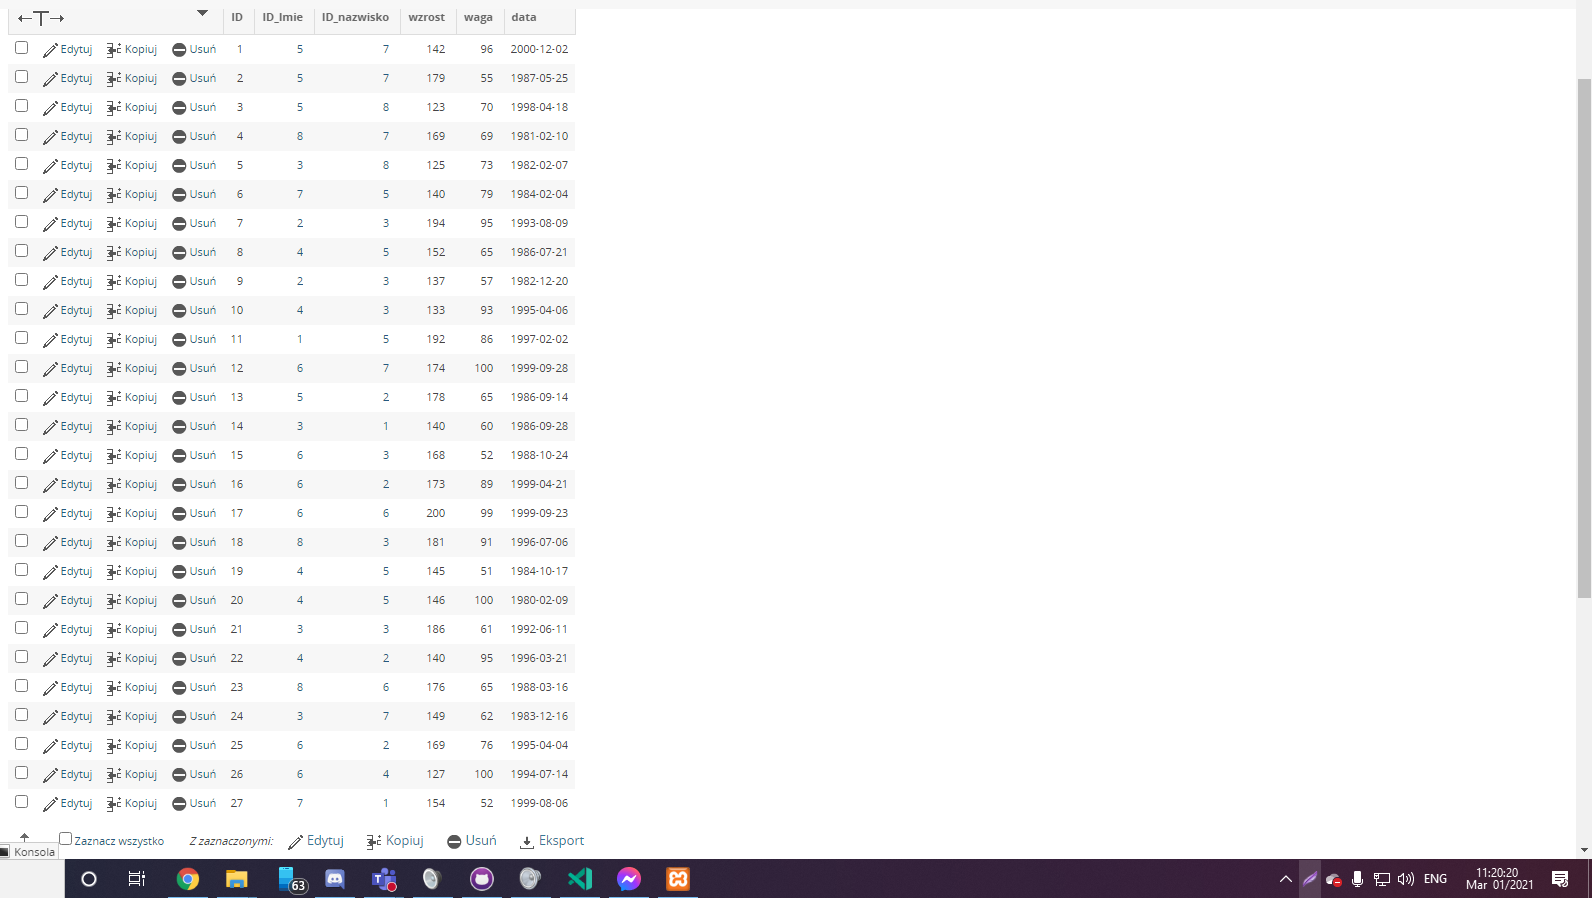 ID ID_Imie ID_nazwisko wzrost waga data
Edytuj Kopiuj Usuń 1 5 7 142 96 2000-12-02
Edytuj Kopiuj Usuń 2 5 7 179 55 1987-05-25
Edytuj Kopiuj Usuń 3 5 8 123 70 1998-04-18
Edytuj Kopiuj Usuń 4 8 7 169 69 1981-02-10
Edytuj Kopiuj Usuń 5 3 8 125 73 1982-02-07
Edytuj Kopiuj Usuń 6 7 5 140 79 1984-02-04
Edytuj Kopiuj Usuń 7 2 3 194 95 1993-08-09
Edytuj Kopiuj Usuń 8 4 5 152 65 1986-07-21
Edytuj Kopiuj Usuń 9 2 3 137 57 1982-12-20
Edytuj Kopiuj Usuń 10 4 3 133 93 1995-04-06
Edytuj Kopiuj Usuń 11 1 5 192 86 1997-02-02
Edytuj Kopiuj Usuń 12 6 7 174 100 1999-09-28
Edytuj Kopiuj Usuń 13 5 2 178 65 1986-09-14
Edytuj Kopiuj Usuń 14 3 1 140 60 1986-09-28
Edytuj Kopiuj Usuń 15 6 3 168 52 1988-10-24
Edytuj Kopiuj Usuń 16 6 2 173 89 1999-04-21
Edytuj Kopiuj Usuń 17 6 6 200 99 1999-09-23
Edytuj Kopiuj Usuń 18 8 3 181 91 1996-07-06
Edytuj Kopiuj Usuń 19 4 5 145 51 1984-10-17
Edytuj Kopiuj Usuń 20 4 5 146 100 1980-02-09
Edytuj Kopiuj Usuń 21 3 3 186 61 1992-06-11
Edytuj Kopiuj Usuń 22 4 2 140 95 1996-03-21
Edytuj Kopiuj Usuń 23 8 6 176 65 1988-03-16
Edytuj Kopiuj Usuń 24 3 7 149 62 1983-12-16
Edytuj Kopiuj Usuń 25 6 2 169 76 1995-04-04
Edytuj Kopiuj Usuń 26 6 4 127 100 1994-07-14
Edytuj Kopiuj Usuń 27 7 1 154 52 1999-08-06
Zaznacz wszystko Z zaznaczonymi: Edytuj Kopiuj Usuń Eksport
Konsola
63
ENG
11:20:20
Mar 01/2021